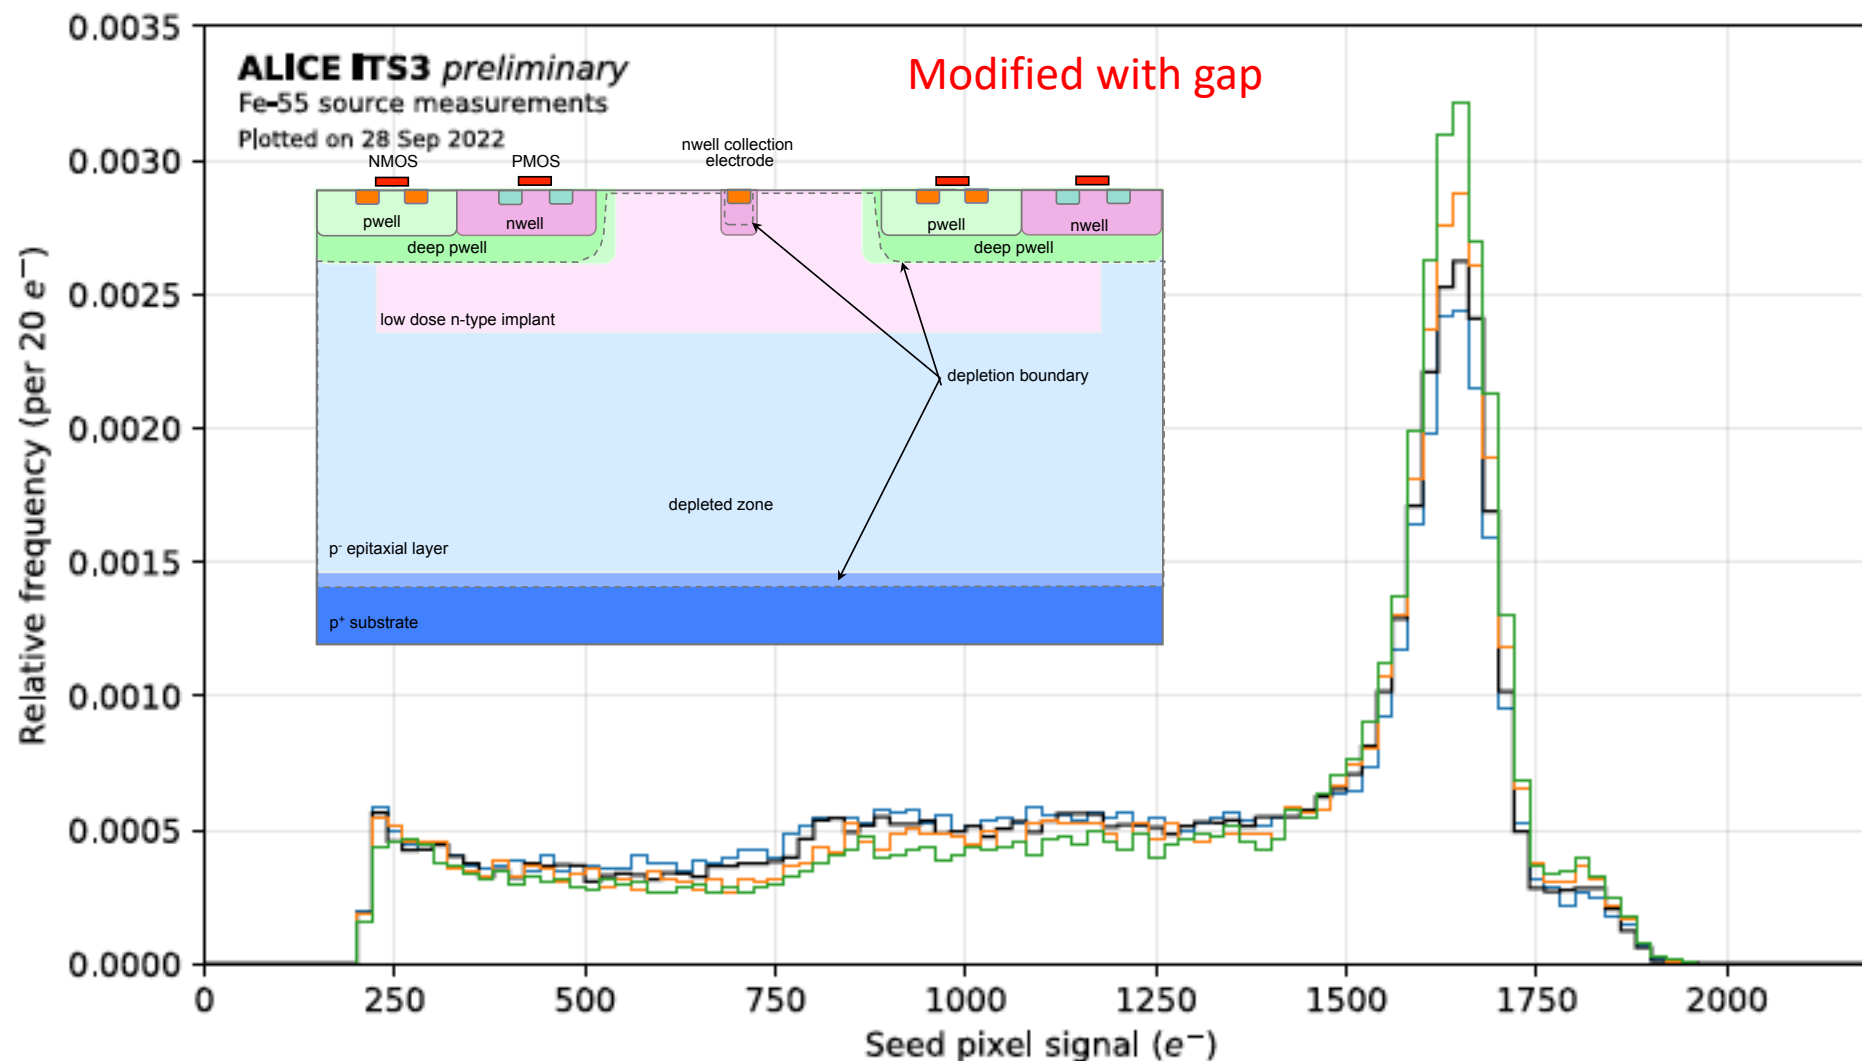 0.0035
ALICE ITS3 preliminary
Modified with gap
Fe-55 source measurements
Plotted on 28 Sep 2022
0.0030
NMOS
PMOS
nwell collection
electrode
pwell
nwell
pwell
nwell
deep pwell
deep pwell
0.0025
low dose n-type implant
depletion boundary
0.0020
depleted zone
0.0015
p- epitaxial layer
p+ substrate
0.0010
0.0005
0.0000
Relative frequency (per 20 e−)
0
250
500
750
1000
1250
1500
1750
2000
Seed pixel signal (e−)